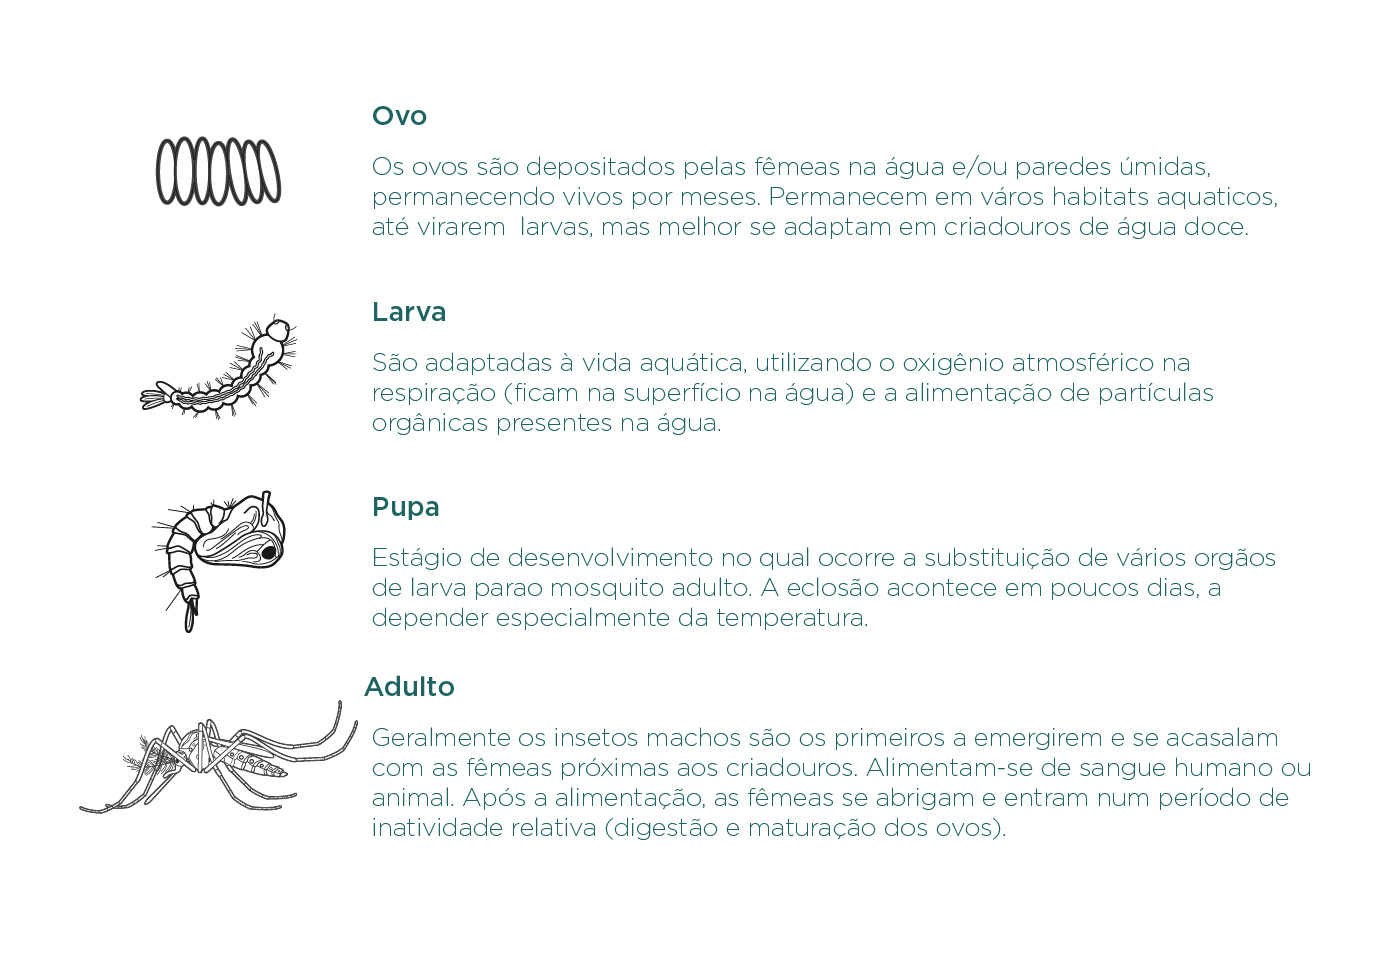 Ovo
Os ovos são depositados pelas fêmeas na água e/ou paredes úmidas,
permanecendo vivos por meses. Permanecem em város habitats aquaticos,
até virarem  larvas, mas melhor se adaptam em criadouros de água doce.
Larva
São adaptadas à vida aquática, utilizando o oxigênio atmosférico na
respiração (ficam na superfício na água) e a alimentação de partículas
orgânicas presentes na água.
Pupa
Estágio de desenvolvimento no qual ocorre a substituição de vários orgãos
de larva parao mosquito adulto. A eclosão acontece em poucos dias, a
depender especialmente da temperatura.
Adulto
Geralmente os insetos machos são os primeiros a emergirem e se acasalam
com as fêmeas próximas aos criadouros. Alimentam-se de sangue humano ou
animal. Após a alimentação, as fêmeas se abrigam e entram num período de
inatividade relativa (digestão e maturação dos ovos).